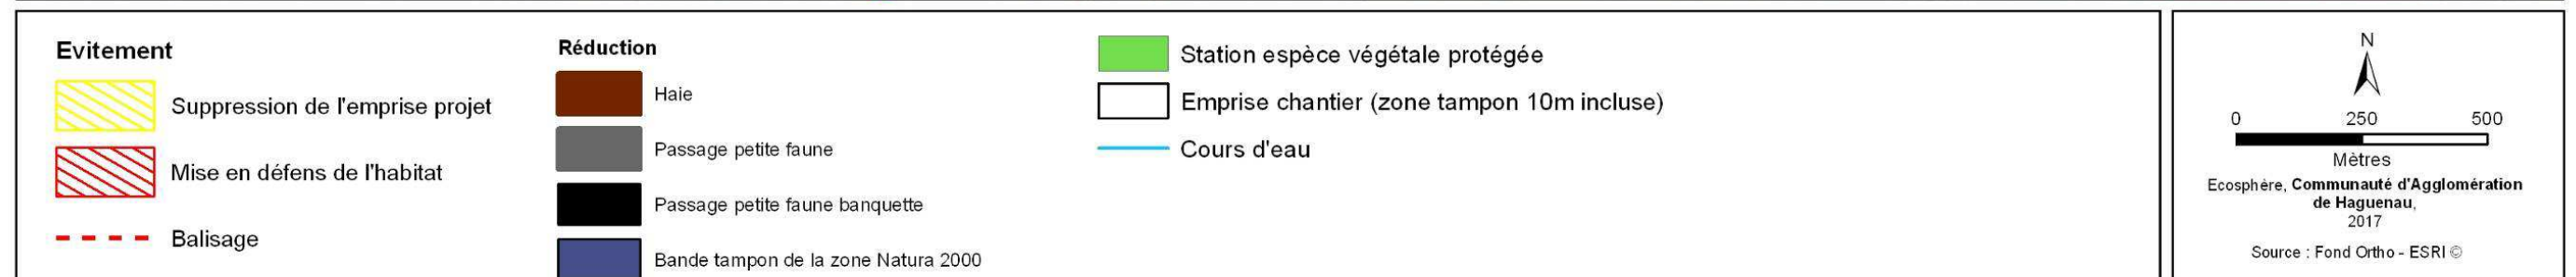 Evitement
Suppression de l'emprise projet
Mise en défens de l'habitat
Balisage
Réduction
Haie
Passage petite faune
Passage petite faune banquette
Bande tampon de la zone Natura 2000
Station espèce végétale protégée
Emprise chantier (zone tampon 10m incluse)
Cours d'eau
N
0 250 500
Mètres
Ecosphère, Communauté d'Agglomération
de Haguenau,
2017
Source : Fond Ortho - ESRI ©